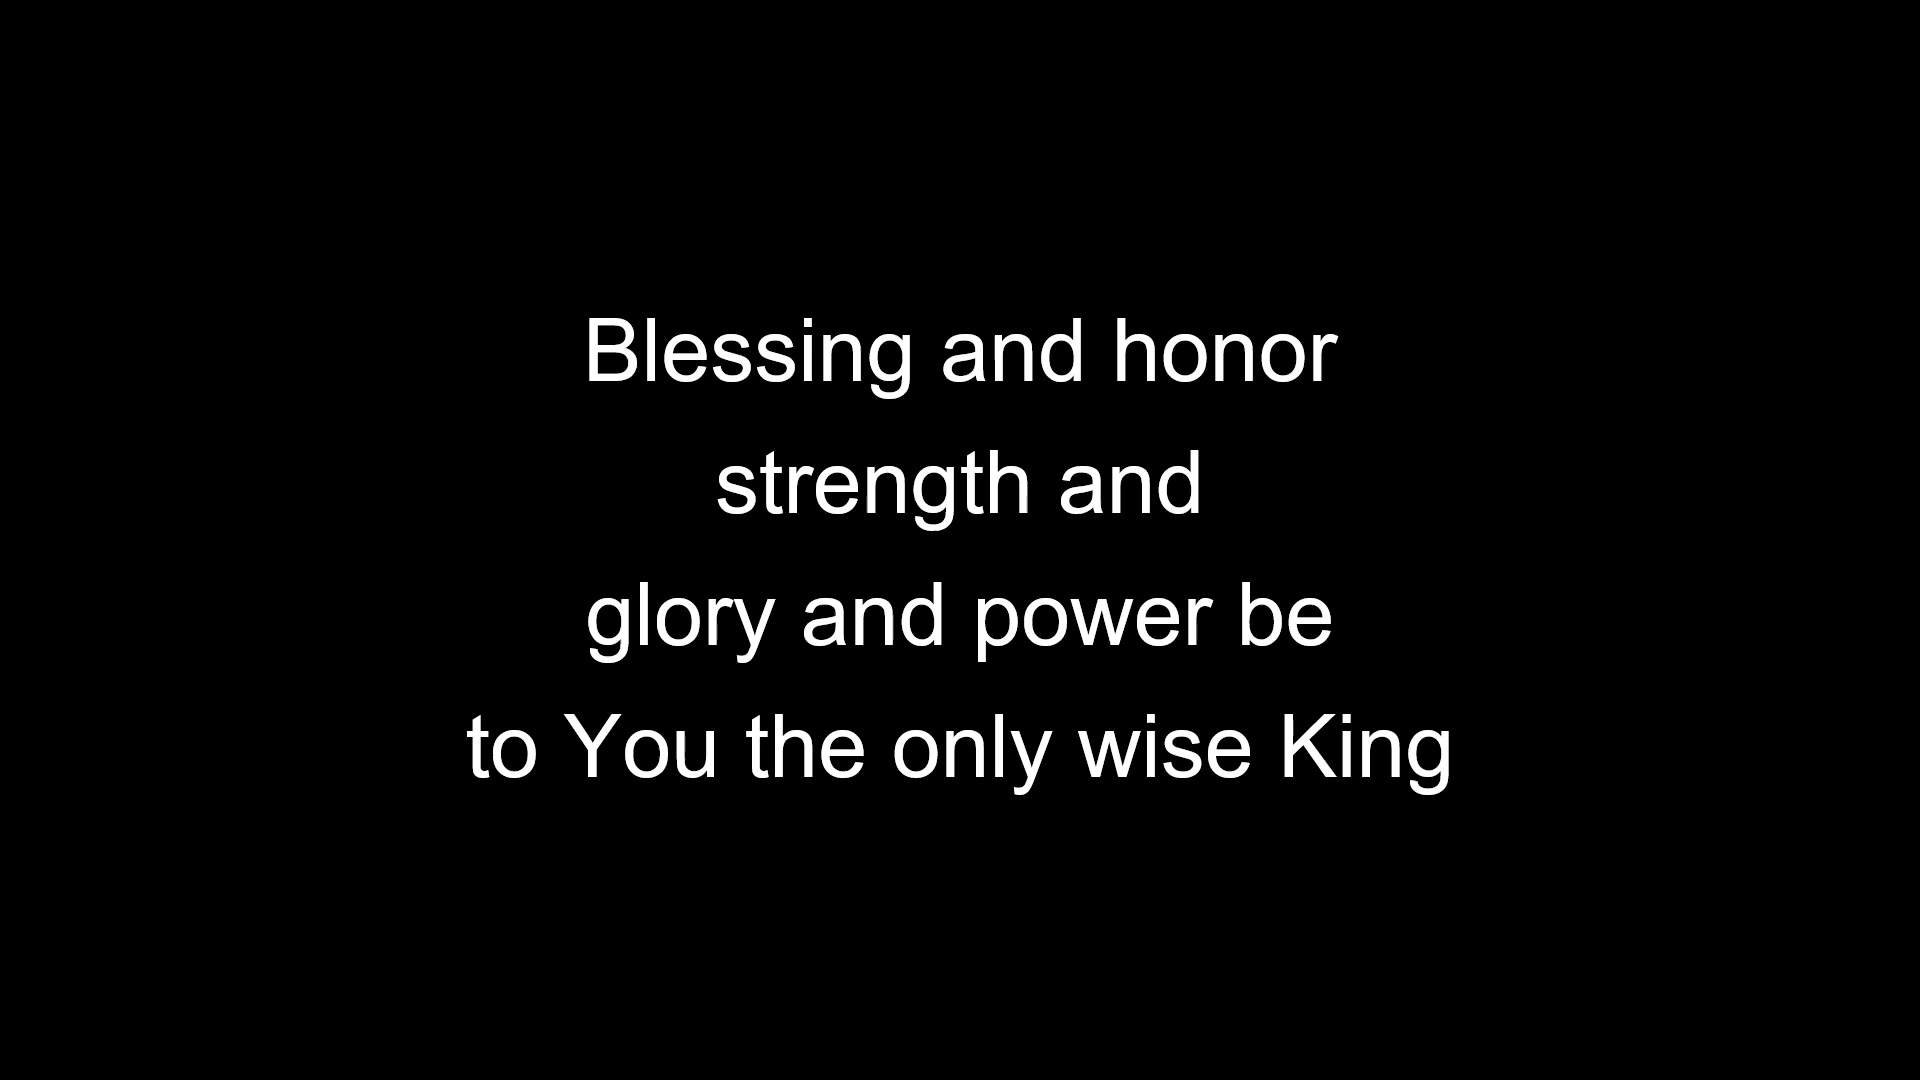 Blessing and honor
strength and
glory and power be
to You the only wise King